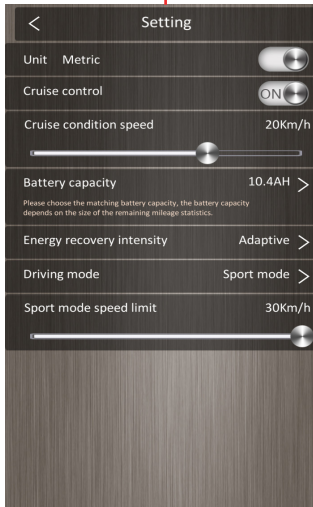 Setting
Unit Metric
Cruise control ON
Cruise condition speed 20Km/h
Battery capacity 10.4AH
Please choose the matching battery capacity, the battery capacity
depends on the size of the remaining mileage statistics.
Energy recovery intensity Adaptive
Driving mode Sport mode
Sport mode speed limit 30Km/h